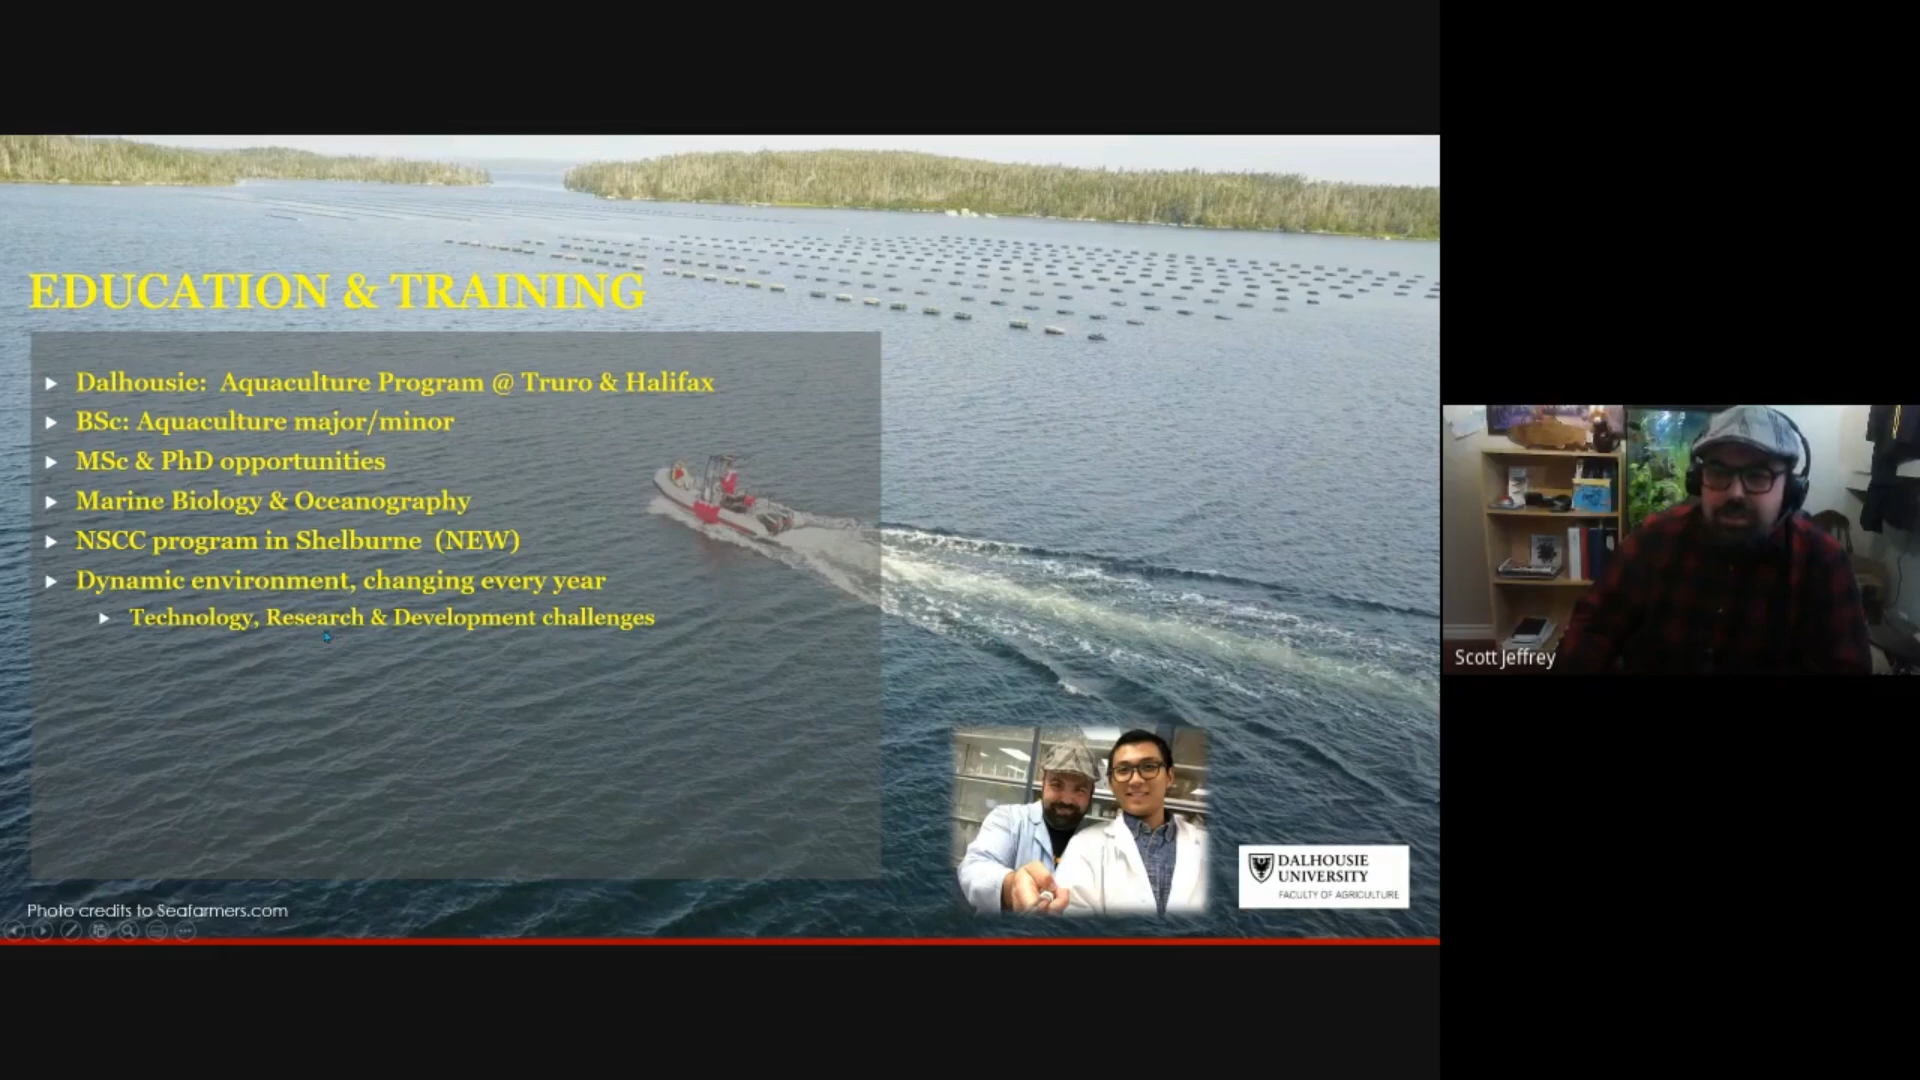 EDUCATION & TRAINING
Dalhousie: Aquaculture Program @ Truro & Halifax
BSc: Aquaculture major/minor
MSc & PhD opportunities
Marine Biology & Oceanography
NSCC program in Shelburne (NEW)
Dynamic environment, changing every year
Technology, Research & Development challenges
Scott Jeffrey
DALHOUSIE
UNIVERSITY
FACULTY OF AGRICULTURE
Photo credits to Seafarmers.com